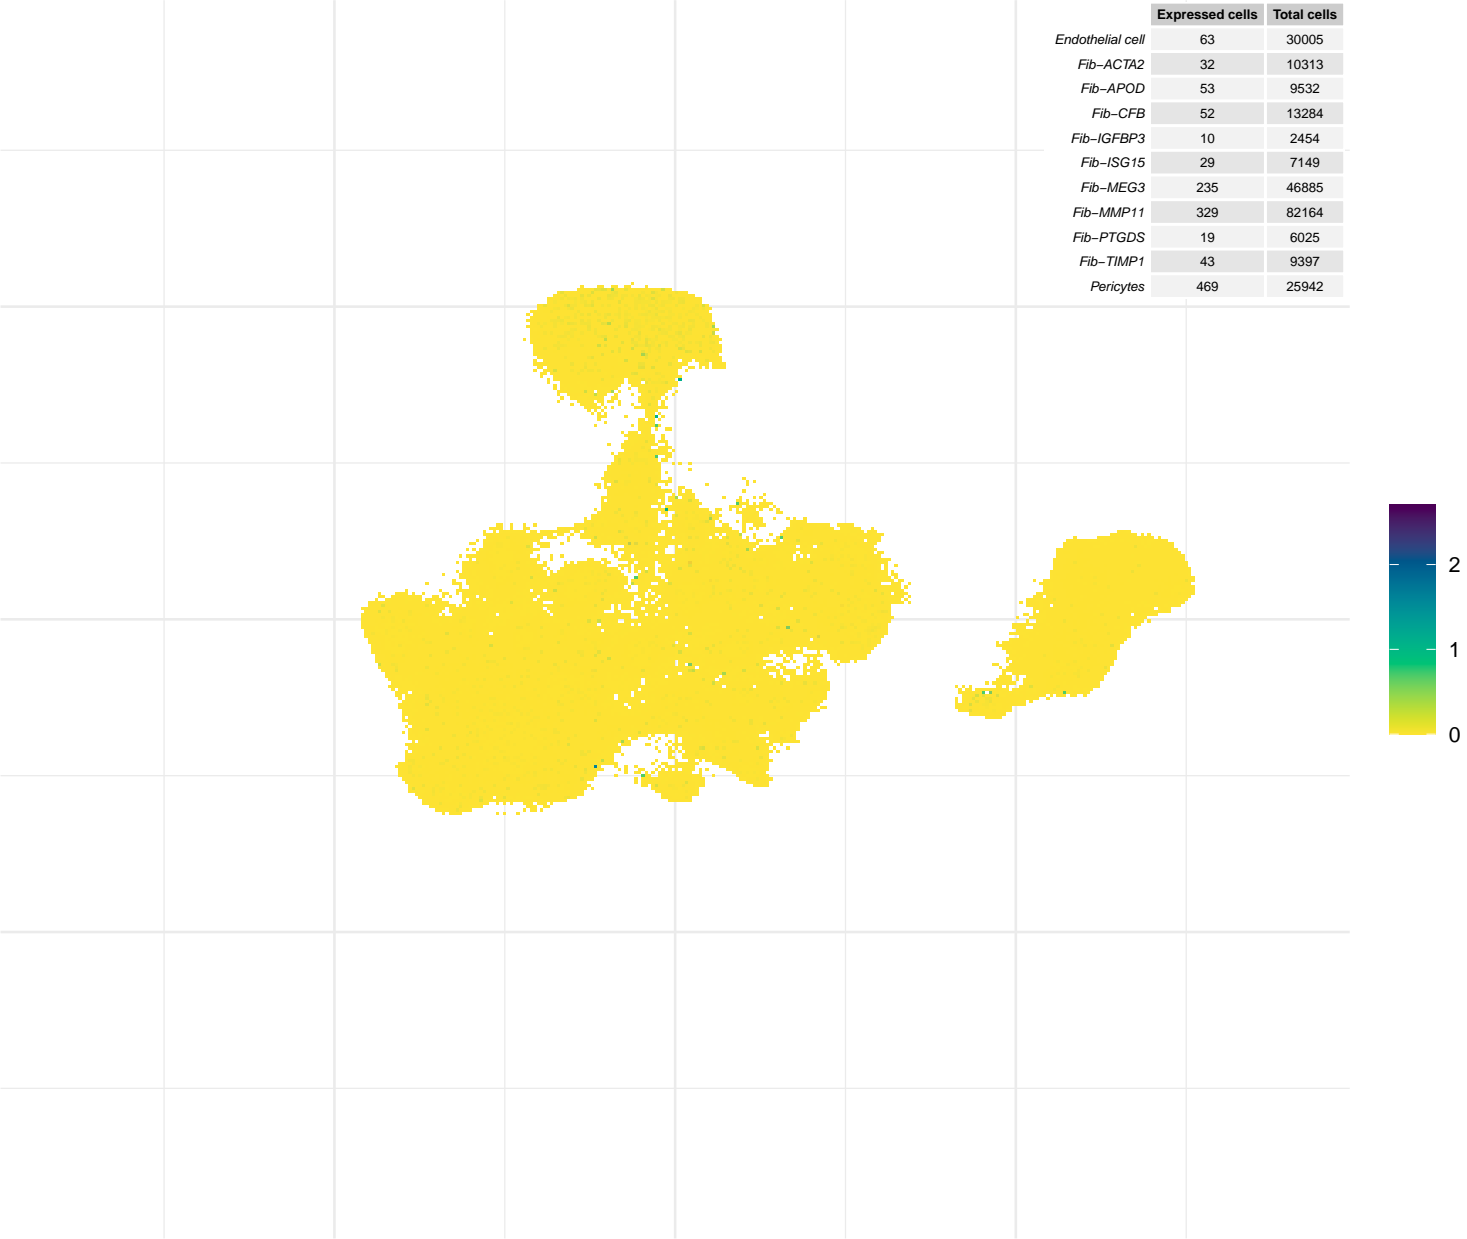 Expressed cells Total cells
Endothelial cell 63 30005
Fib−ACTA2 32 10313
Fib−APOD 53 9532
Fib−CFB 52 13284
Fib−IGFBP3 10 2454
Fib−ISG15 29 7149
Fib−MEG3 235 46885
Fib−MMP11 329 82164
Fib−PTGDS 19 6025
Fib−TIMP1 43 9397
Pericytes 469 25942
2
1
0